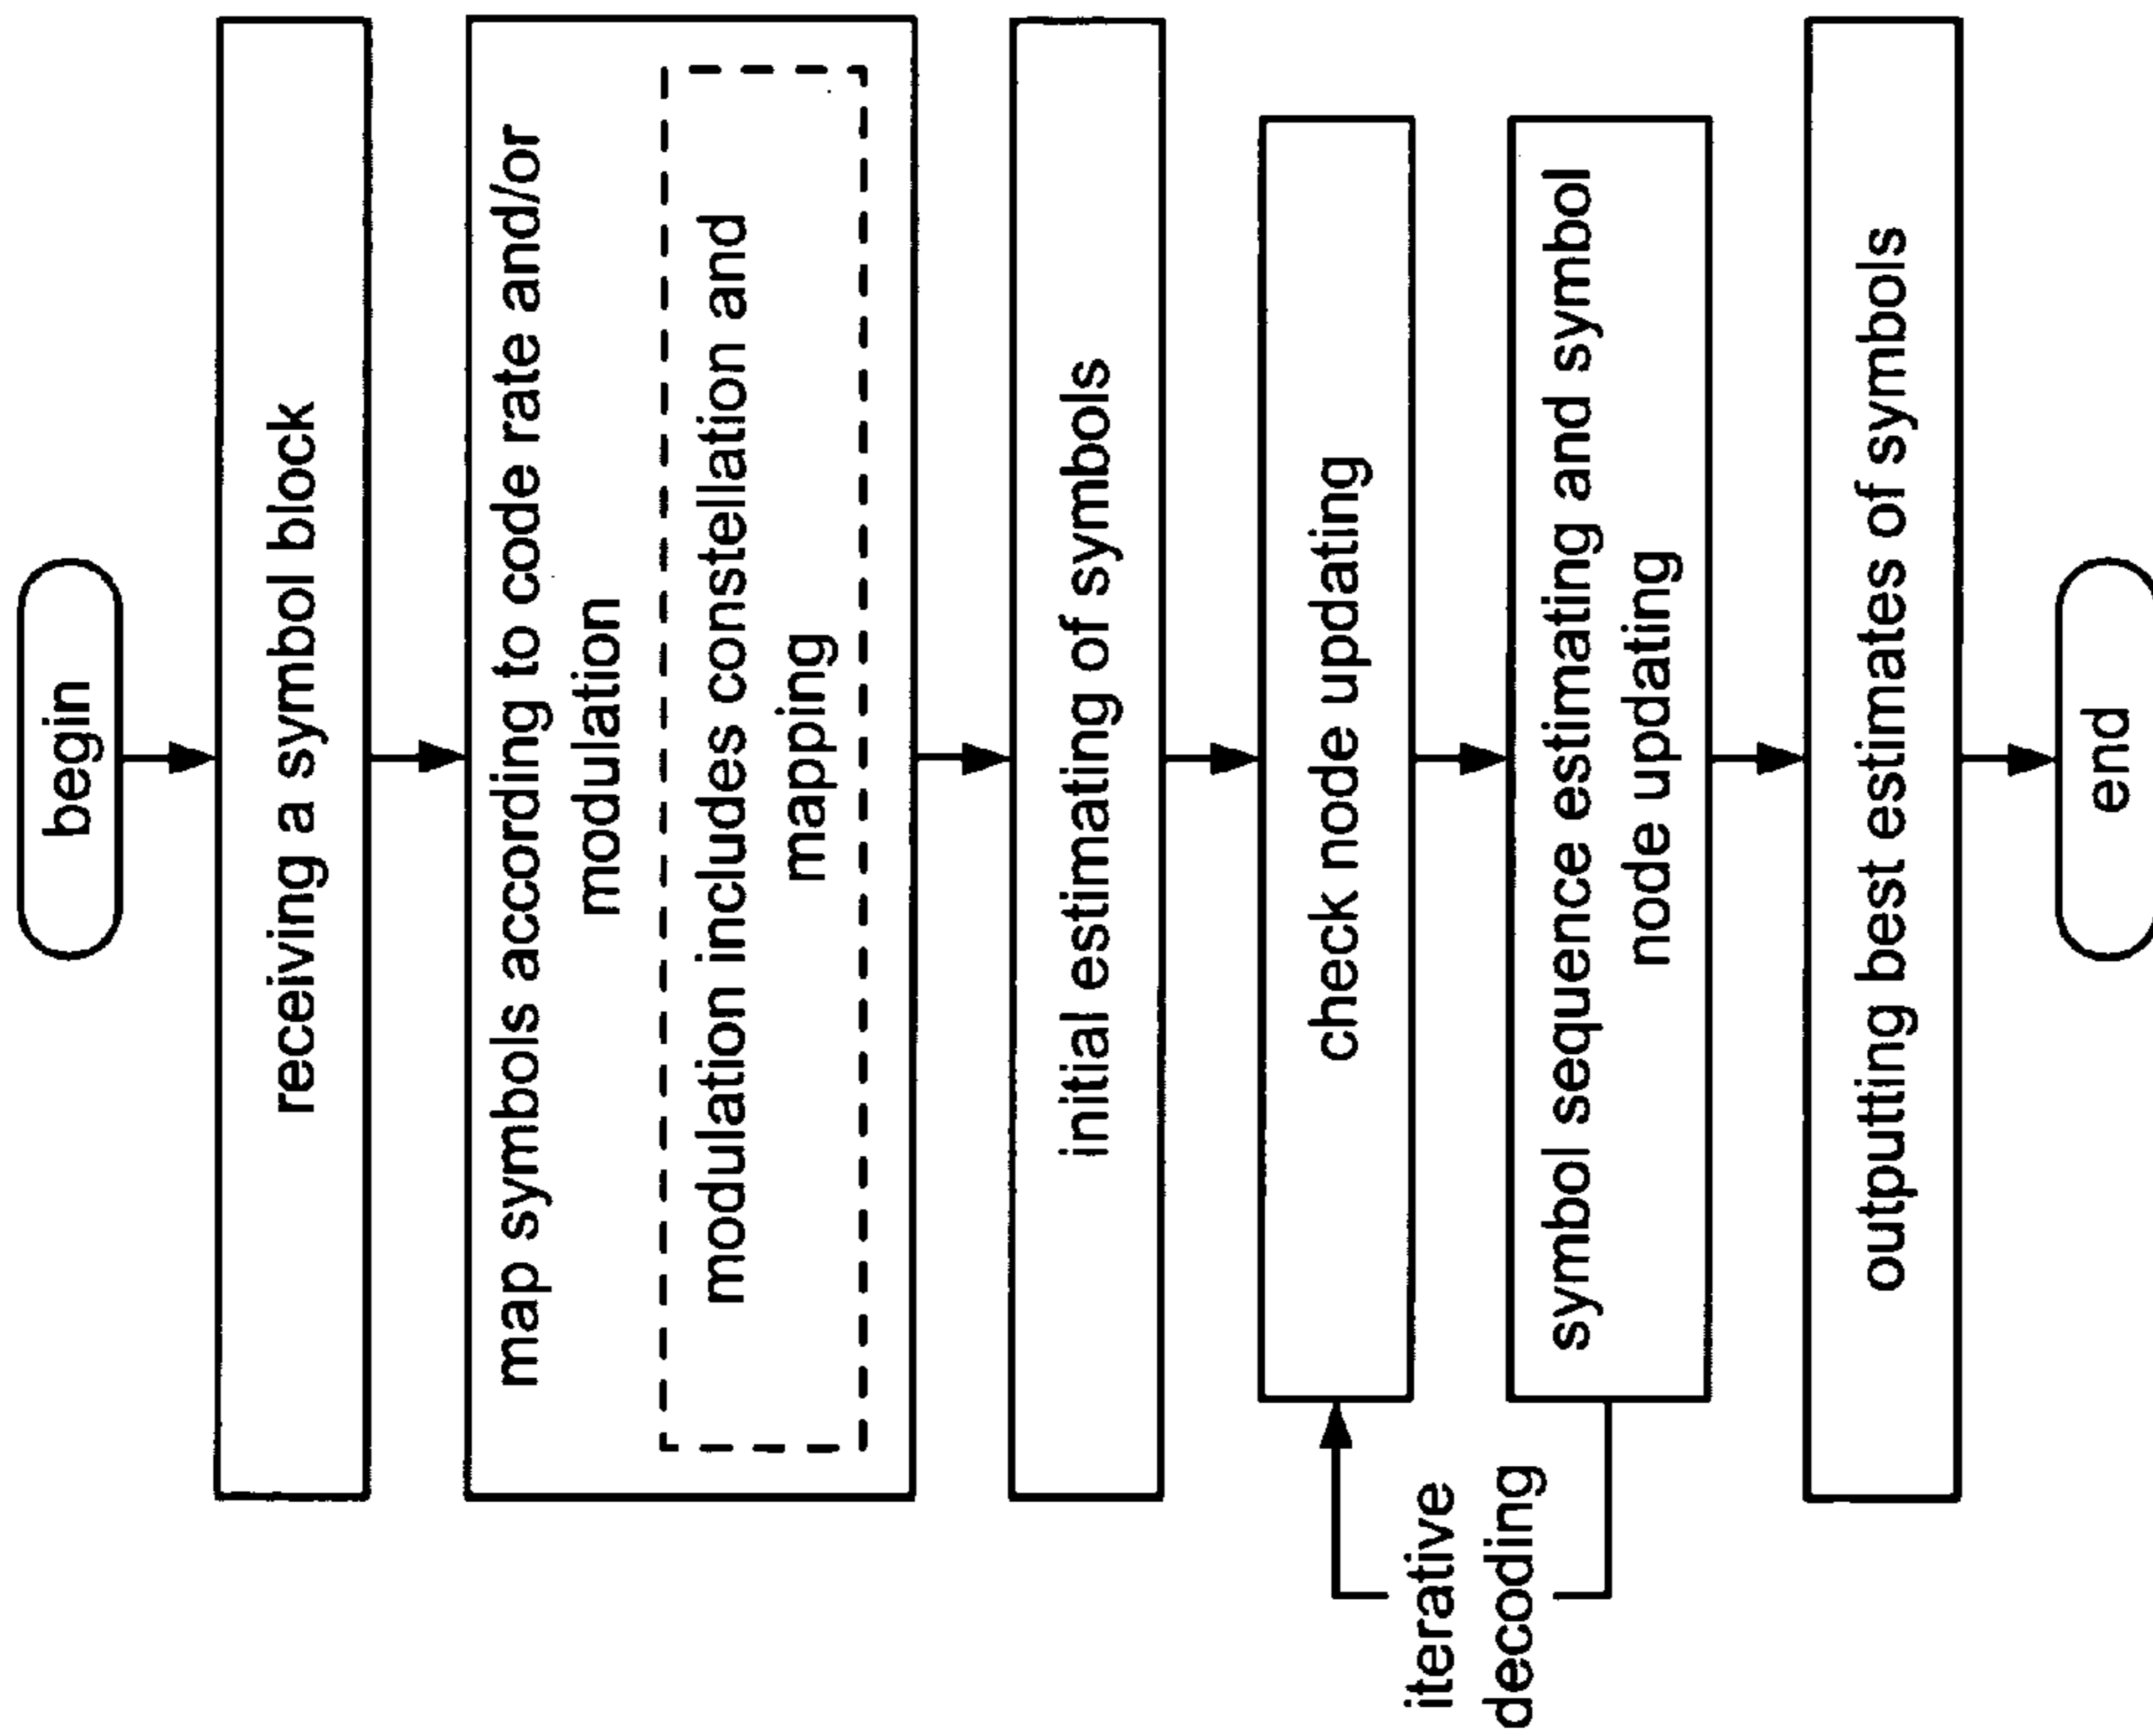 begin
receiving a symbol block
map symbols according to code rate and/or
modulation
modulation includes constellation and
mapping
initial estimating of symbols
check node updating
iterative
decoding
symbol sequence estimating and symbol
node updating
outputting best estimates of symbols
end